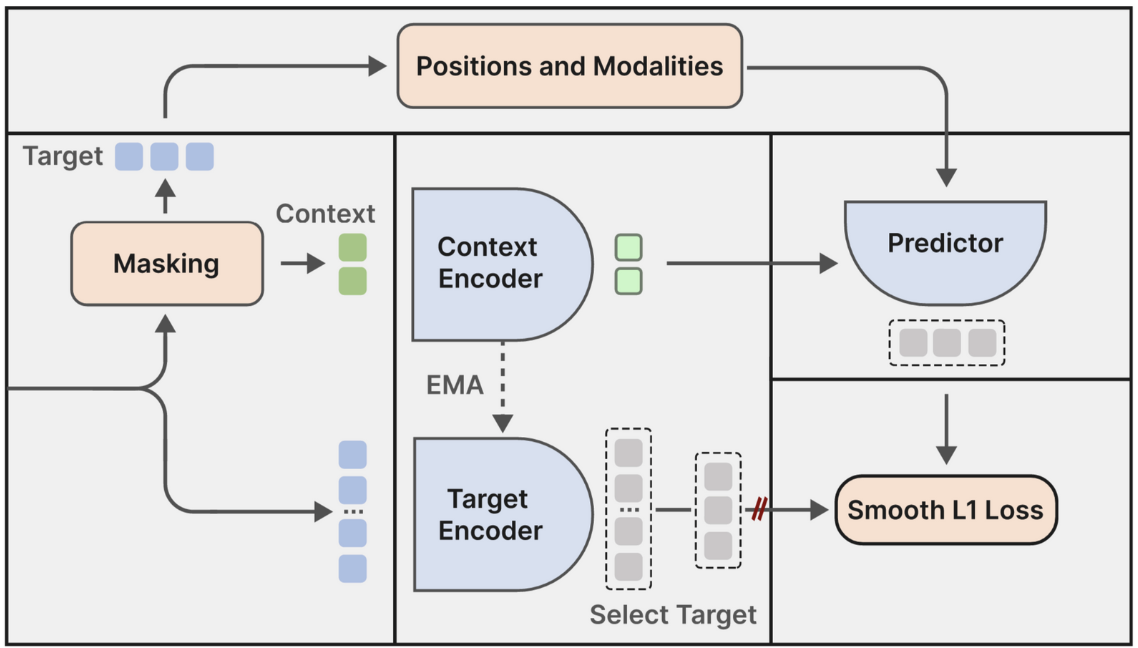 Positions and Modalities
Target
Context
Masking
Context
Encoder
Predictor
EMA
Target
Encoder
...
...
Smooth L1 Loss
Select Target